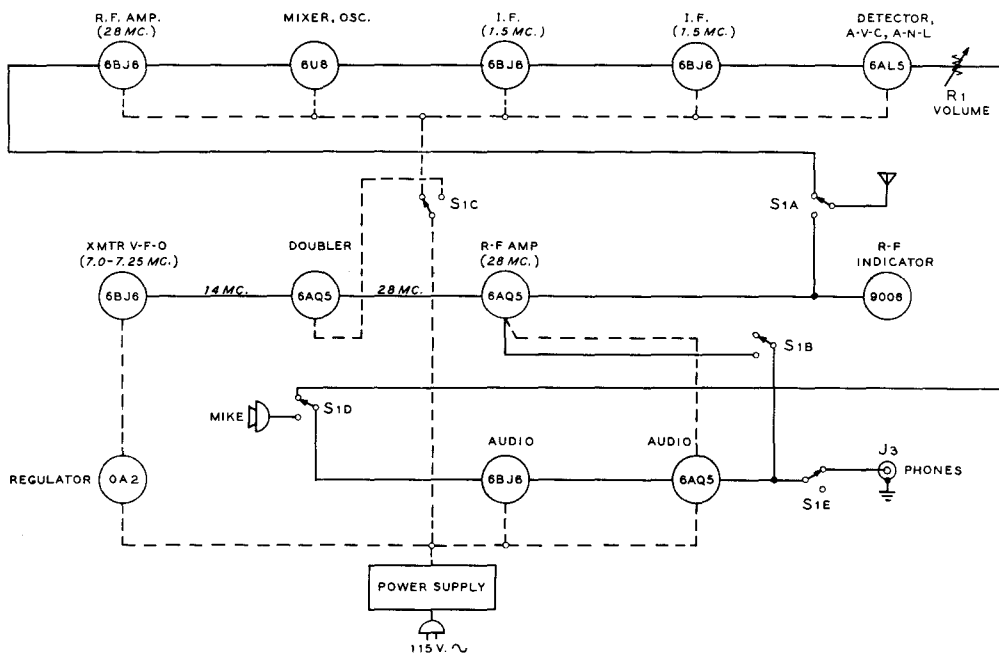 R.F. AMP.
(28 MC.)
MIXER, OSC.
I.F.
(1.5 MC.)
I.F.
(1.5 MC.)
DETECTOR,
A-V-C, A-N-L
6BJ6
6U8
6BJ6
6BJ6
6AL5
R1
VOLUME
S1C
S1A
XMTR V-F-O
(7.0-7.25 MC.)
DOUBLER
R-F AMP
(28 MC.)
R-F
INDICATOR
6BJ6
14 MC.
6AQ5
28 MC.
6AQ5
9006
S1B
MIKE
S1D
AUDIO
AUDIO
J3
REGULATOR
0A2
6BJ6
6AQ5
PHONES
S1E
POWER SUPPLY
115 V. ~